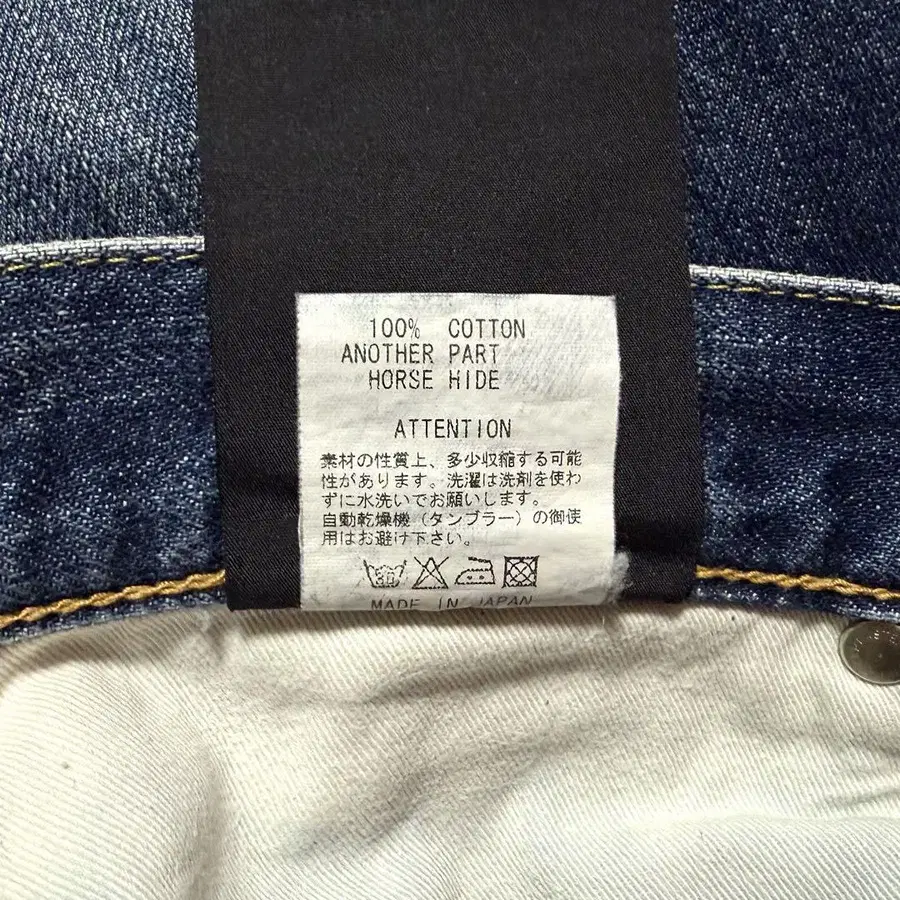 100% COTTON
ANOTHER PART
HORSE HIDE
ATTENTION
素材の性質上、多少収縮する可能
性があります。洗濯は洗剤を使わ
ずに水洗いでお願いします。
自動乾燥機（タンブラー）の御使
用はお避け下さい。
30
MADE IN JAPAN